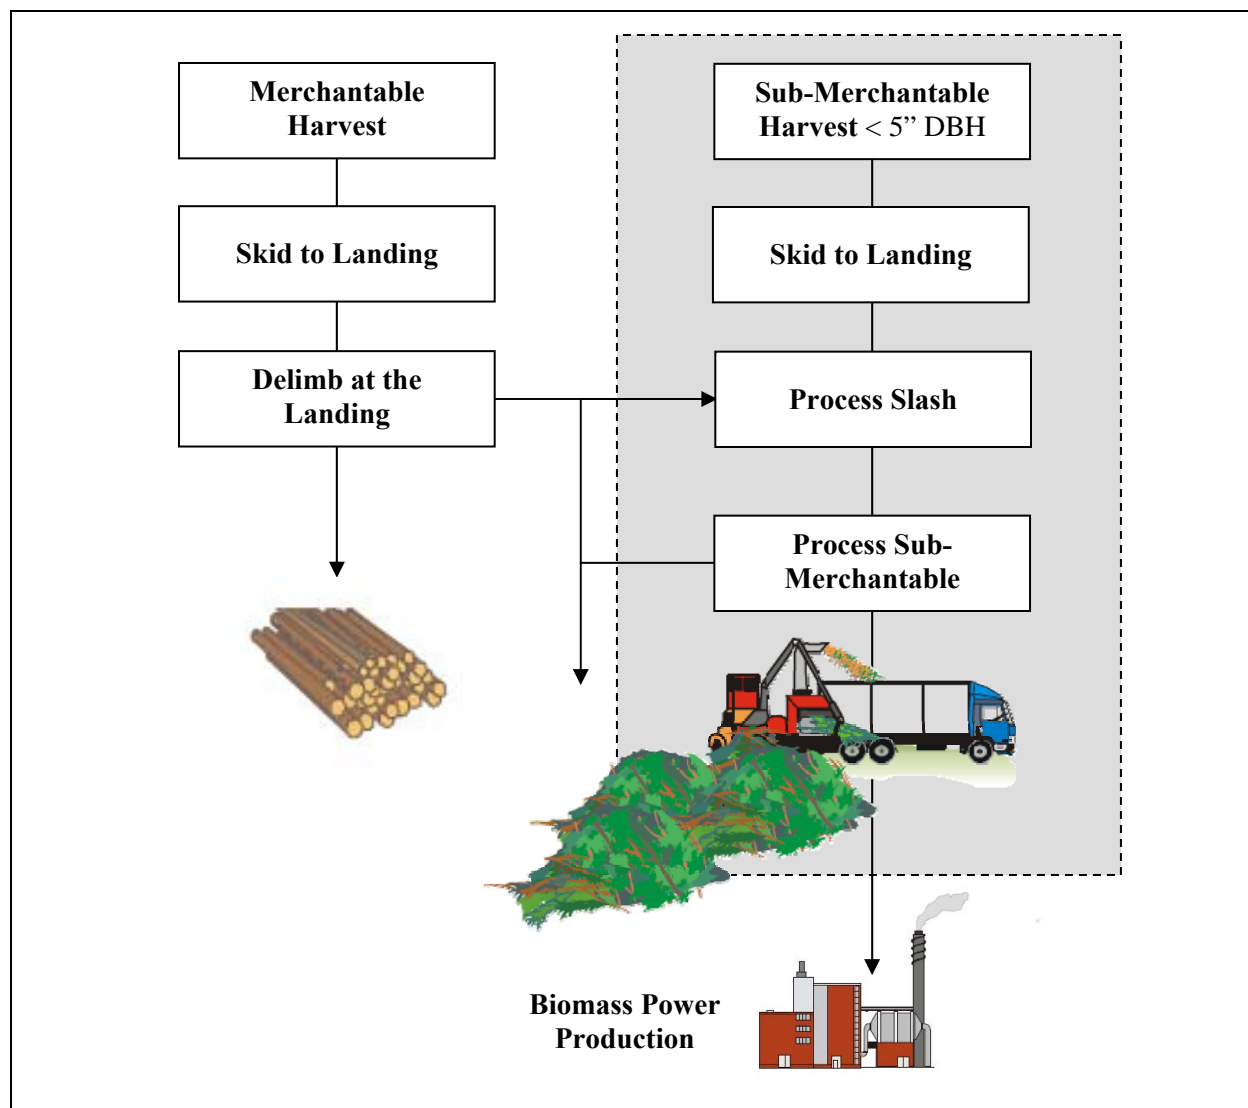 Merchantable
Harvest
Skid to Landing
Delimb at the
Landing
Sub-Merchantable
Harvest < 5” DBH
Skid to Landing
Process Slash
Process Sub-
Merchantable
Biomass Power
Production